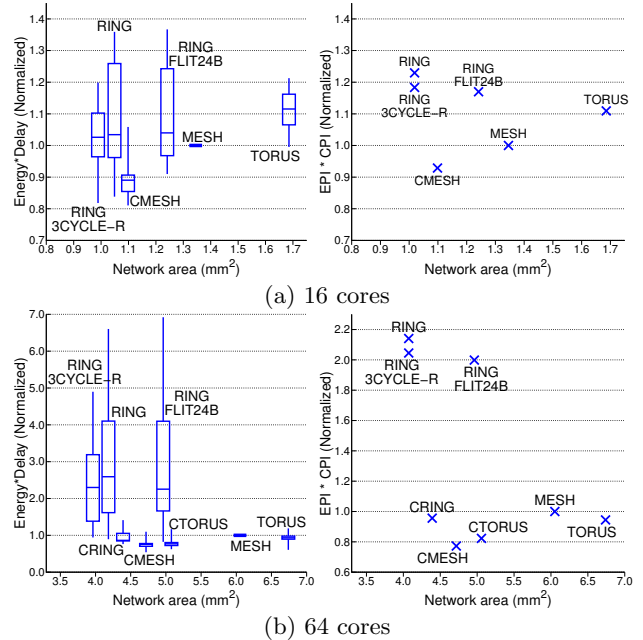 1.4
1.3
1.2
1.1
1.0
0.9
0.8
0.7
Energy*Delay (Normalized)
RING
RING
FLIT24B
MESH
CMESH
TORUS
RING
3CYCLE-R
0.8 0.9 1.0 1.1 1.2 1.3 1.4 1.5 1.6 1.7
Network area (mm2)
1.4
1.3
1.2
1.1
1.0
0.9
0.8
0.7
EPI * CPI (Normalized)
RING
RING
3CYCLE-R
RING
FLIT24B
TORUS
MESH
CMESH
0.8 0.9 1.0 1.1 1.2 1.3 1.4 1.5 1.6 1.7
Network area (mm2)
(a) 16 cores
7.0
6.0
5.0
4.0
3.0
2.0
1.0
0.0
Energy*Delay (Normalized)
RING
3CYCLE-R
RING
RING
FLIT24B
CRING
CMESH
CTORUS
MESH
TORUS
3.5 4.0 4.5 5.0 5.5 6.0 6.5 7.0
Network area (mm2)
2.2
2.0
1.8
1.6
1.4
1.2
1.0
0.8
0.6
EPI * CPI (Normalized)
RING
RING
3CYCLE-R
RING
FLIT24B
CRING
CMESH
CTORUS
MESH
TORUS
3.5 4.0 4.5 5.0 5.5 6.0 6.5 7.0
Network area (mm2)
(b) 64 cores